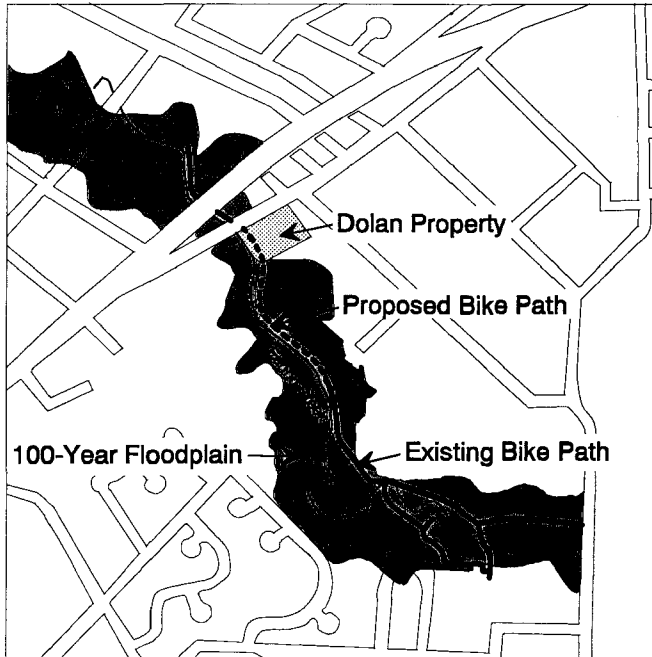 Dolan Property
Proposed Bike Path
100-Year Floodplain
Existing Bike Path